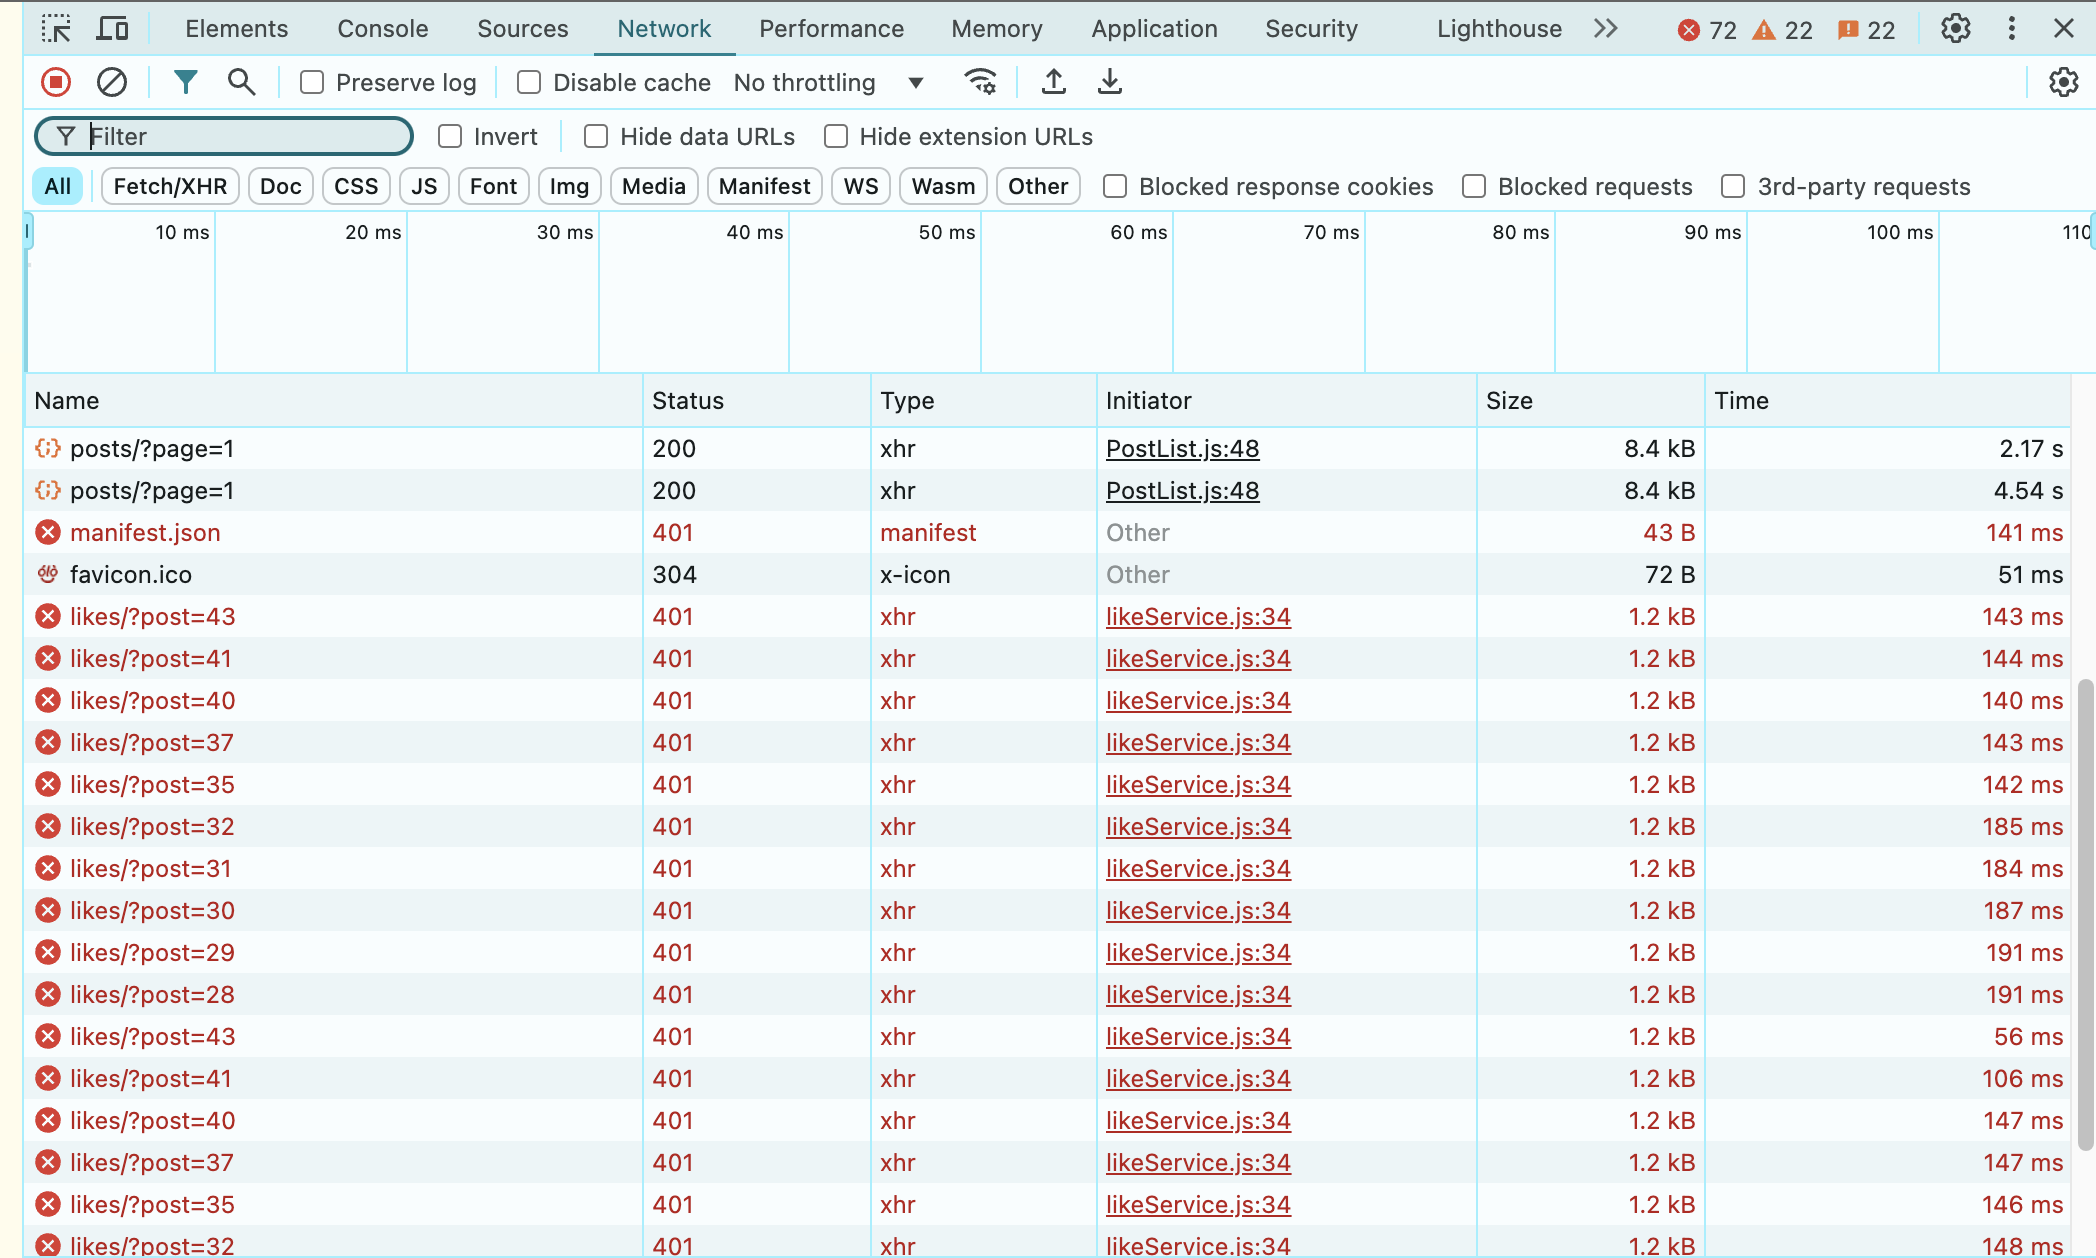 Elements Console Sources Network Performance Memory Application Security Lighthouse 72 22 22
Preserve log Disable cache No throttling
Filter Invert Hide data URLs Hide extension URLs
All Fetch/XHR Doc CSS JS Font Img Media Manifest WS Wasm Other Blocked response cookies Blocked requests 3rd-party requests
10 ms 20 ms 30 ms 40 ms 50 ms 60 ms 70 ms 80 ms 90 ms 100 ms 110
Name Status Type Initiator Size Time
posts/?page=1 200 xhr PostList.js:48 8.4 kB 2.17 s
posts/?page=1 200 xhr PostList.js:48 8.4 kB 4.54 s
manifest.json 401 manifest Other 43 B 141 ms
favicon.ico 304 x-icon Other 72 B 51 ms
likes/?post=43 401 xhr likeService.js:34 1.2 kB 143 ms
likes/?post=41 401 xhr likeService.js:34 1.2 kB 144 ms
likes/?post=40 401 xhr likeService.js:34 1.2 kB 140 ms
likes/?post=37 401 xhr likeService.js:34 1.2 kB 143 ms
likes/?post=35 401 xhr likeService.js:34 1.2 kB 142 ms
likes/?post=32 401 xhr likeService.js:34 1.2 kB 185 ms
likes/?post=31 401 xhr likeService.js:34 1.2 kB 184 ms
likes/?post=30 401 xhr likeService.js:34 1.2 kB 187 ms
likes/?post=29 401 xhr likeService.js:34 1.2 kB 191 ms
likes/?post=28 401 xhr likeService.js:34 1.2 kB 191 ms
likes/?post=43 401 xhr likeService.js:34 1.2 kB 56 ms
likes/?post=41 401 xhr likeService.js:34 1.2 kB 106 ms
likes/?post=40 401 xhr likeService.js:34 1.2 kB 147 ms
likes/?post=37 401 xhr likeService.js:34 1.2 kB 147 ms
likes/?post=35 401 xhr likeService.js:34 1.2 kB 146 ms
likes/?post=32 401 xhr likeService.js:34 1.2 kB 148 ms